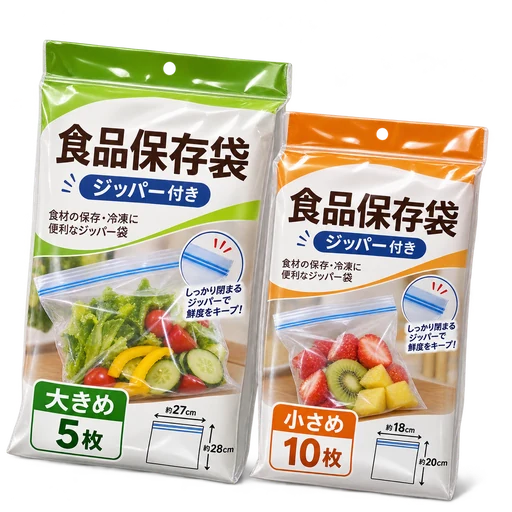 食品保存袋
ジッパー付き
食材の保存・冷凍に
便利なジッパー袋
しっかり閉まる
ジッパーで
鮮度をキープ!
大きめ
5枚
約27cm
約28cm
食品保存袋
ジッパー付き
食材の保存・冷凍に
便利なジッパー袋
しっかり閉まる
ジッパーで
鮮度をキープ!
小さめ
10枚
約18cm
約20cm